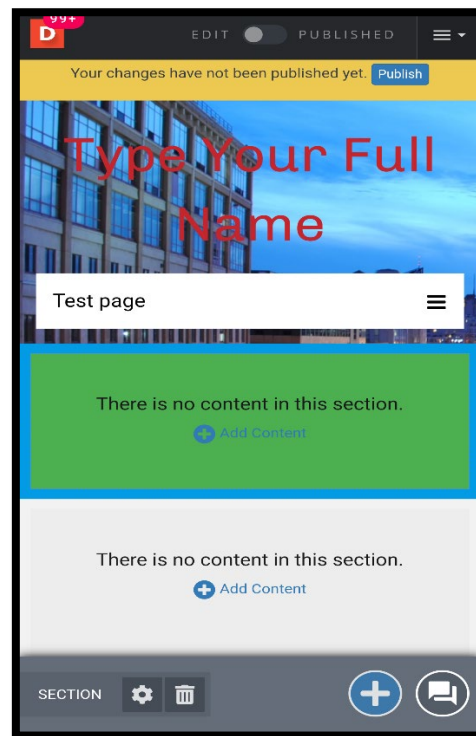 99+
D
EDIT PUBLISHED
Your changes have not been published yet. Publish
Type Your Full
Name
Test page
There is no content in this section.
Add Content
There is no content in this section.
Add Content
SECTION